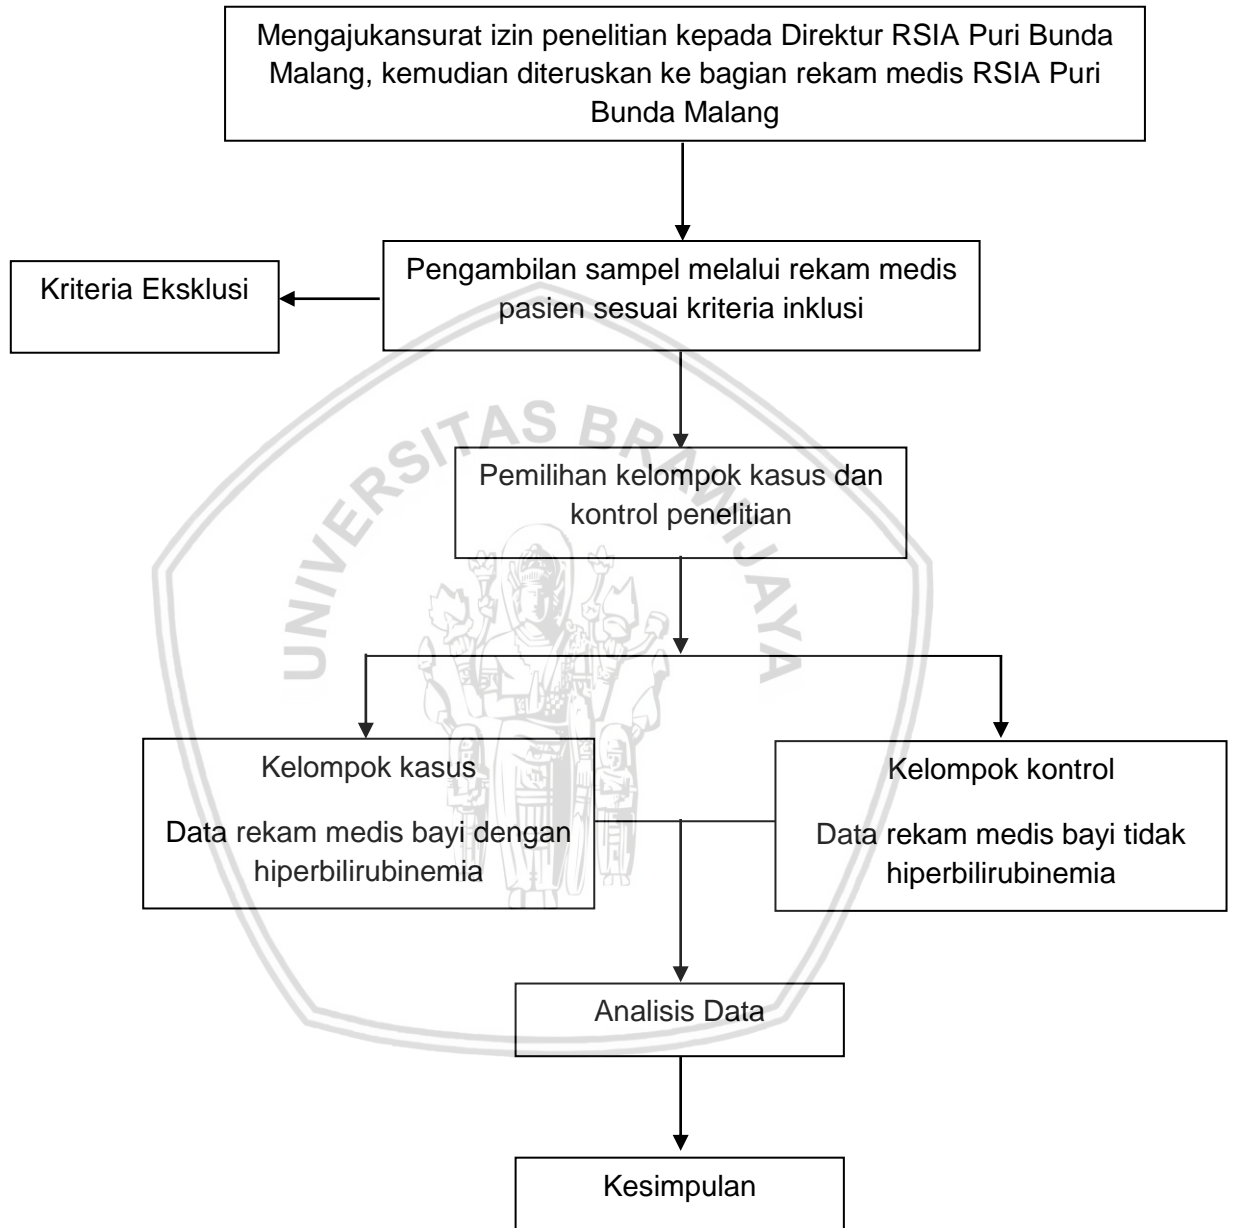 Mengajukansurat izin penelitian kepada Direktur RSIA Puri Bunda
Malang, kemudian diteruskan ke bagian rekam medis RSIA Puri
Bunda Malang
Kriteria Eksklusi
Pengambilan sampel melalui rekam medis
pasien sesuai kriteria inklusi
UNIVERSITAS BRAWIJAYA
Pemilihan kelompok kasus dan
kontrol penelitian
Kelompok kasus
Data rekam medis bayi dengan
hiperbilirubinemia
Kelompok kontrol
Data rekam medis bayi tidak
hiperbilirubinemia
Analisis Data
Kesimpulan